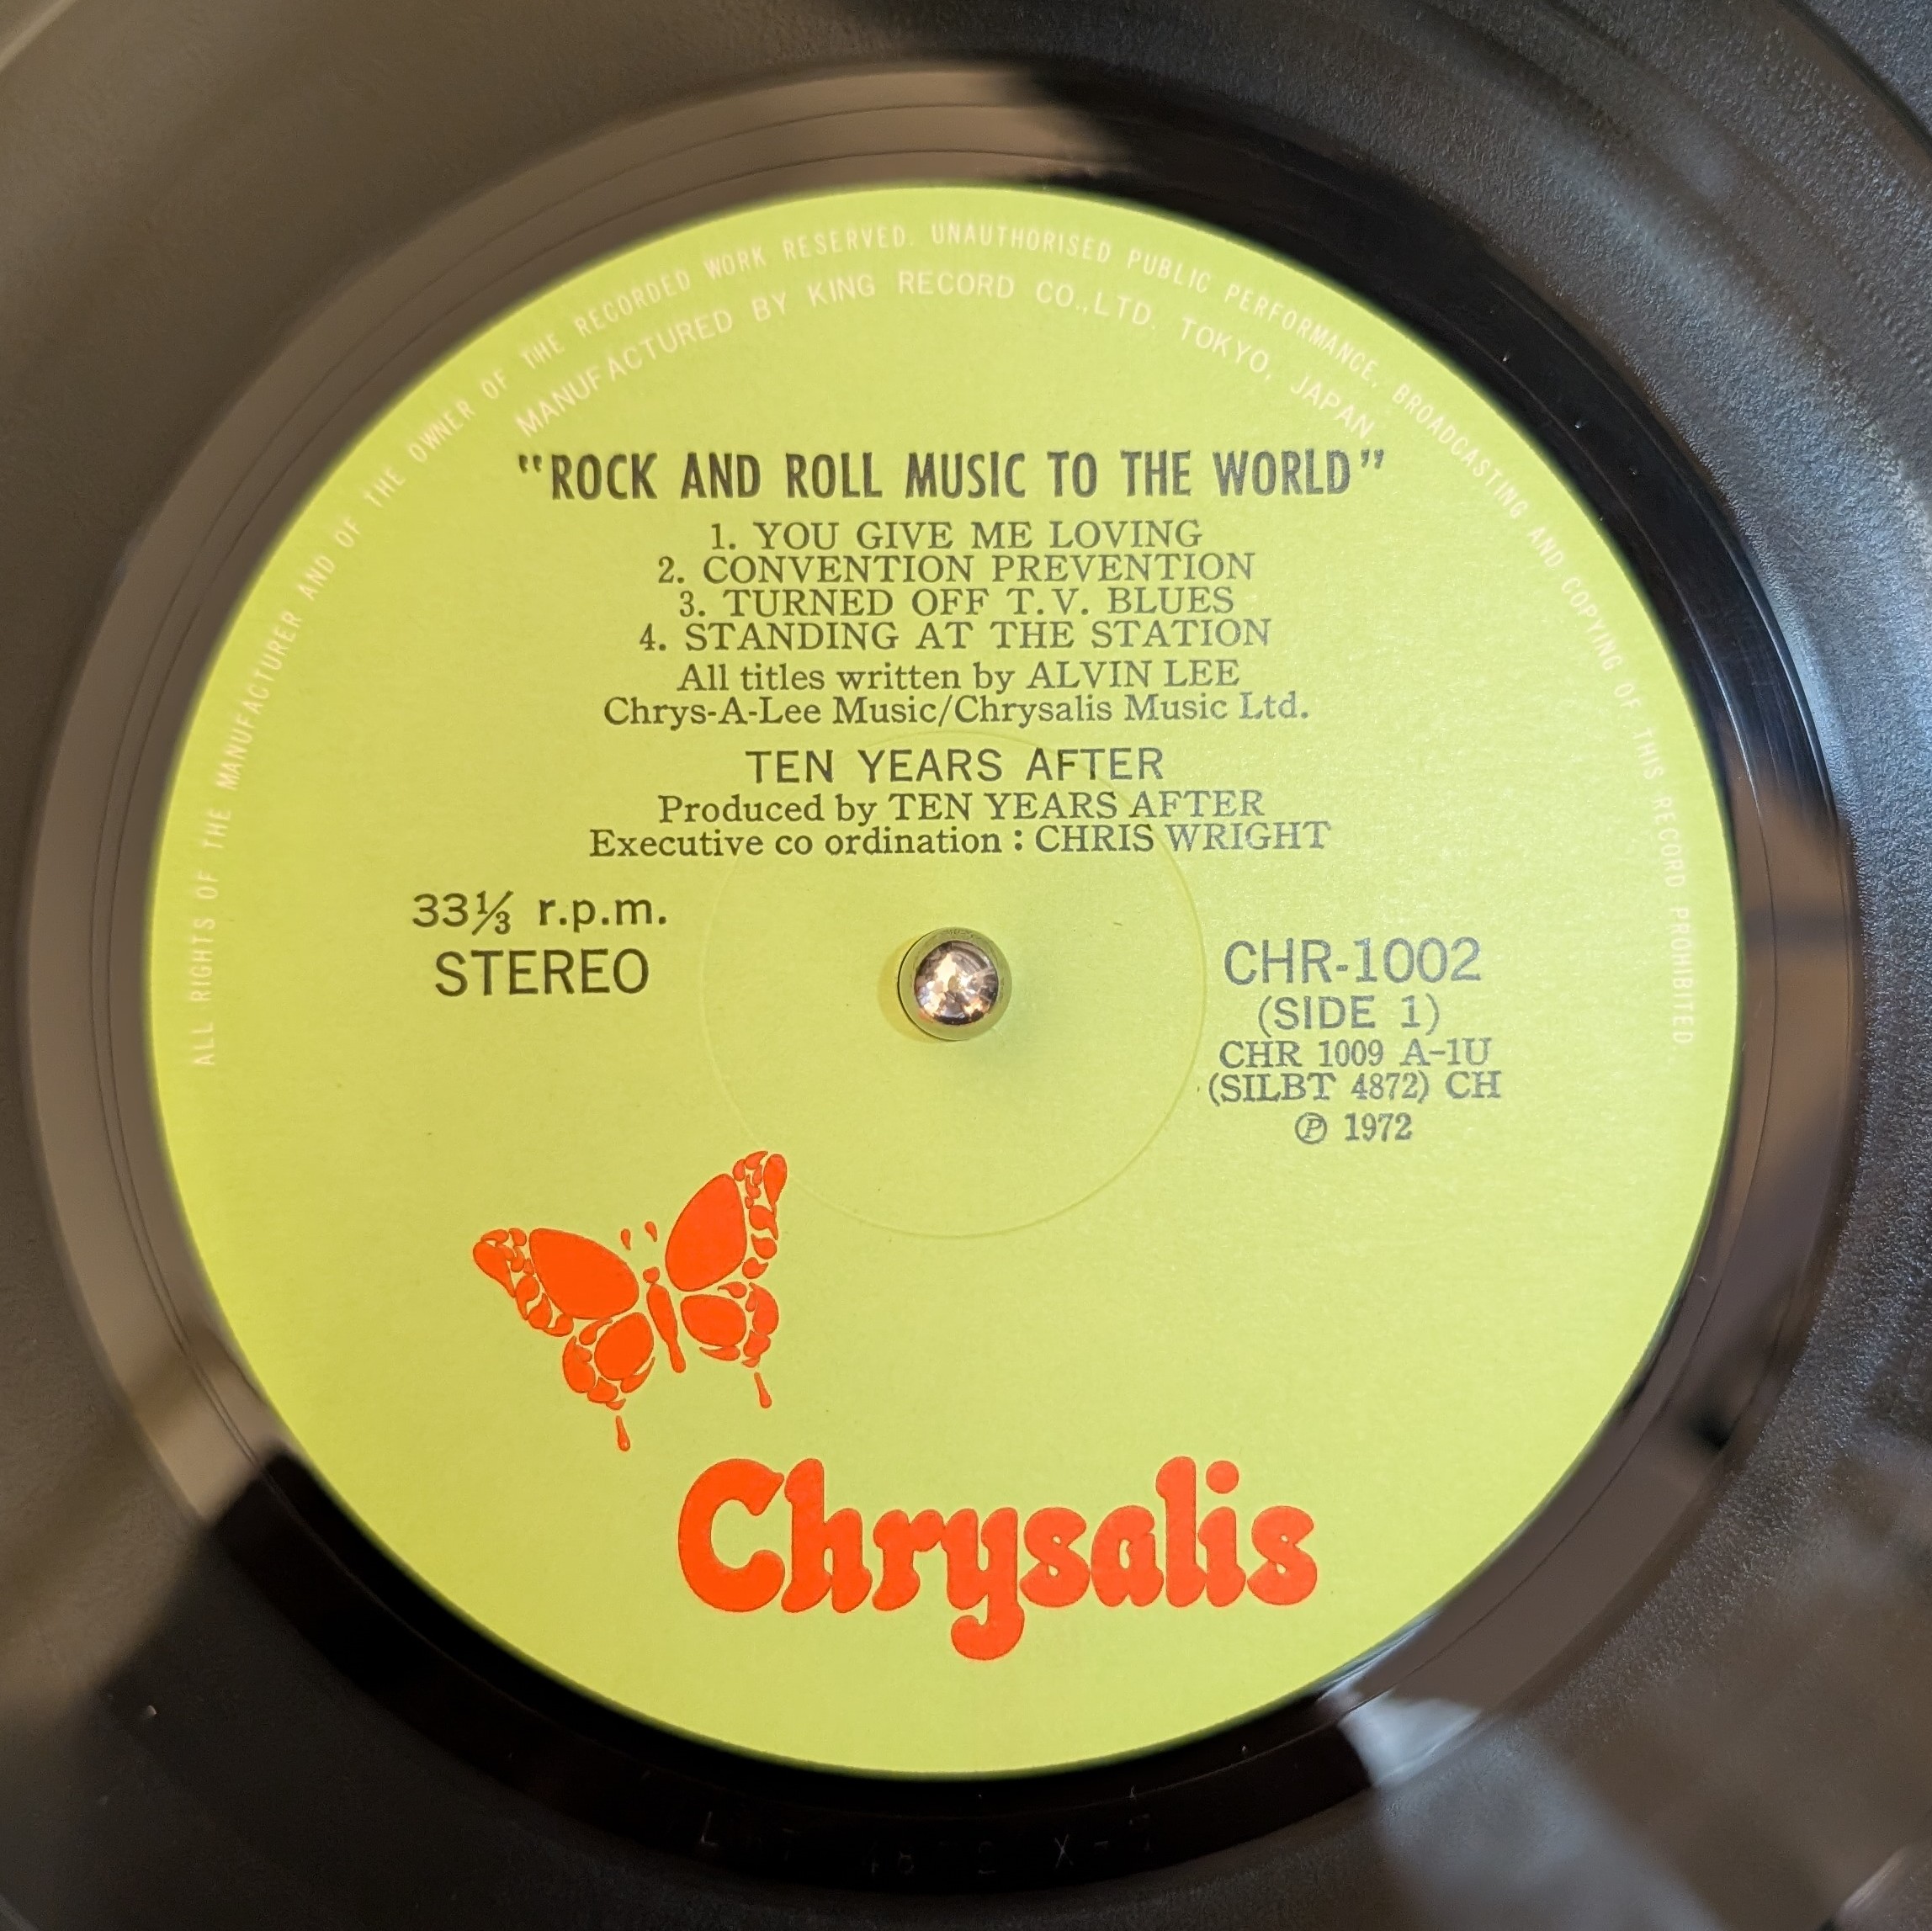 ALL RIGHTS OF THE MANUFACTURER AND OF THE OWNER OF THE RECORDED WORK RESERVED. UNAUTHORISED PUBLIC PERFORMANCE, BROADCASTING AND COPYING OF THIS RECORD PROHIBITED.
MANUFACTURED BY KING RECORD CO.,LTD. TOKYO, JAPAN.
"ROCK AND ROLL MUSIC TO THE WORLD"
1. YOU GIVE ME LOVING
2. CONVENTION PREVENTION
3. TURNED OFF T.V. BLUES
4. STANDING AT THE STATION
All titles written by ALVIN LEE
Chrys-A-Lee Music/Chrysalis Music Ltd.
TEN YEARS AFTER
Produced by TEN YEARS AFTER
Executive co ordination : CHRIS WRIGHT
33⅓ r.p.m.
STEREO
CHR-1002
(SIDE 1)
CHR 1009 A-1U
(SILBT 4872) CH
℗ 1972
Chrysalis